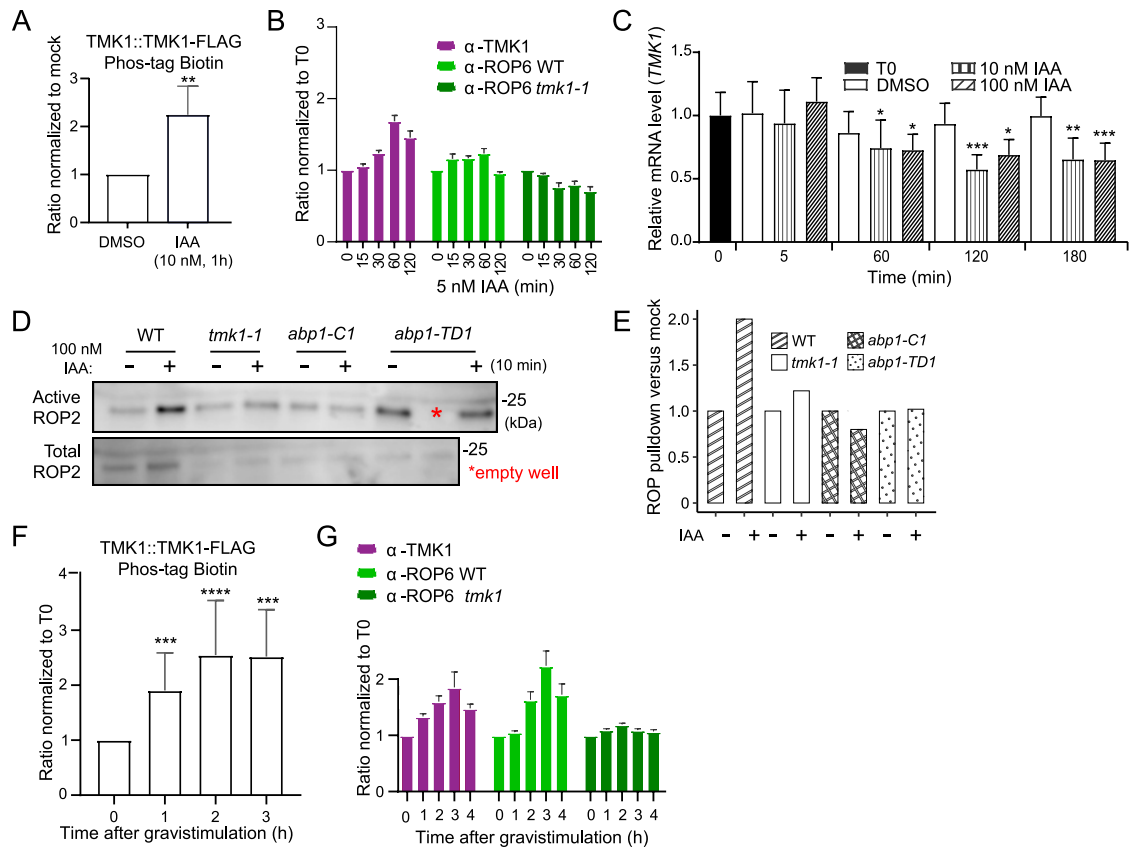 A
TMK1::TMK1-FLAG
Phos-tag Biotin
Ratio normalized to mock
3
2
1
0
**
DMSO
IAA
(10 nM, 1h)
B
Ratio normalized to T0
3
2
1
0
α-TMK1
α-ROP6 WT
α-ROP6 tmk1-1
0 15 30 60 120 0 15 30 60 120 0 15 30 60 120
5 nM IAA (min)
C
Relative mRNA level (TMK1)
1.5
1.0
0.5
0.0
T0
DMSO
10 nM IAA
100 nM IAA
* * *** * ** ***
0 5 60 120 180
Time (min)
D
WT tmk1-1 abp1-C1 abp1-TD1
100 nM
IAA: – + – + – + – + (10 min)
Active
ROP2
*
-25
(kDa)
Total
ROP2
-25
*empty well
E
ROP pulldown versus mock
2.0
1.5
1.0
0.5
0
WT
tmk1-1
abp1-C1
abp1-TD1
IAA – + – + – + – +
F
TMK1::TMK1-FLAG
Phos-tag Biotin
Ratio normalized to T0
4
3
2
1
0
*** **** ***
0 1 2 3
Time after gravistimulation (h)
G
α-TMK1
α-ROP6 WT
α-ROP6 tmk1
Ratio normalized to T0
4
3
2
1
0
0 1 2 3 4 0 1 2 3 4 0 1 2 3 4
Time after gravistimulation (h)